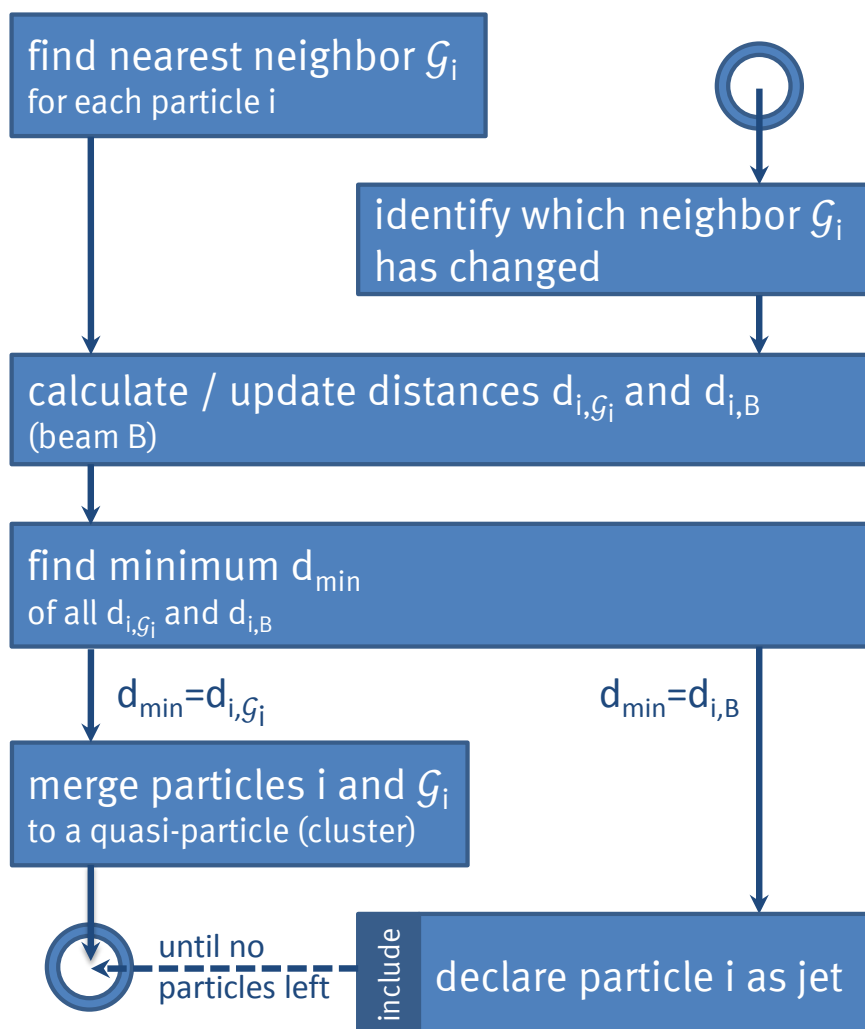 find nearest neighbor 𝒢i
for each particle i
identify which neighbor 𝒢i
has changed
calculate / update distances di,𝒢i and di,B
(beam B)
find minimum dmin
of all di,𝒢i and di,B
dmin=di,𝒢i
dmin=di,B
merge particles i and 𝒢i
to a quasi-particle (cluster)
until no
particles left
include
declare particle i as jet